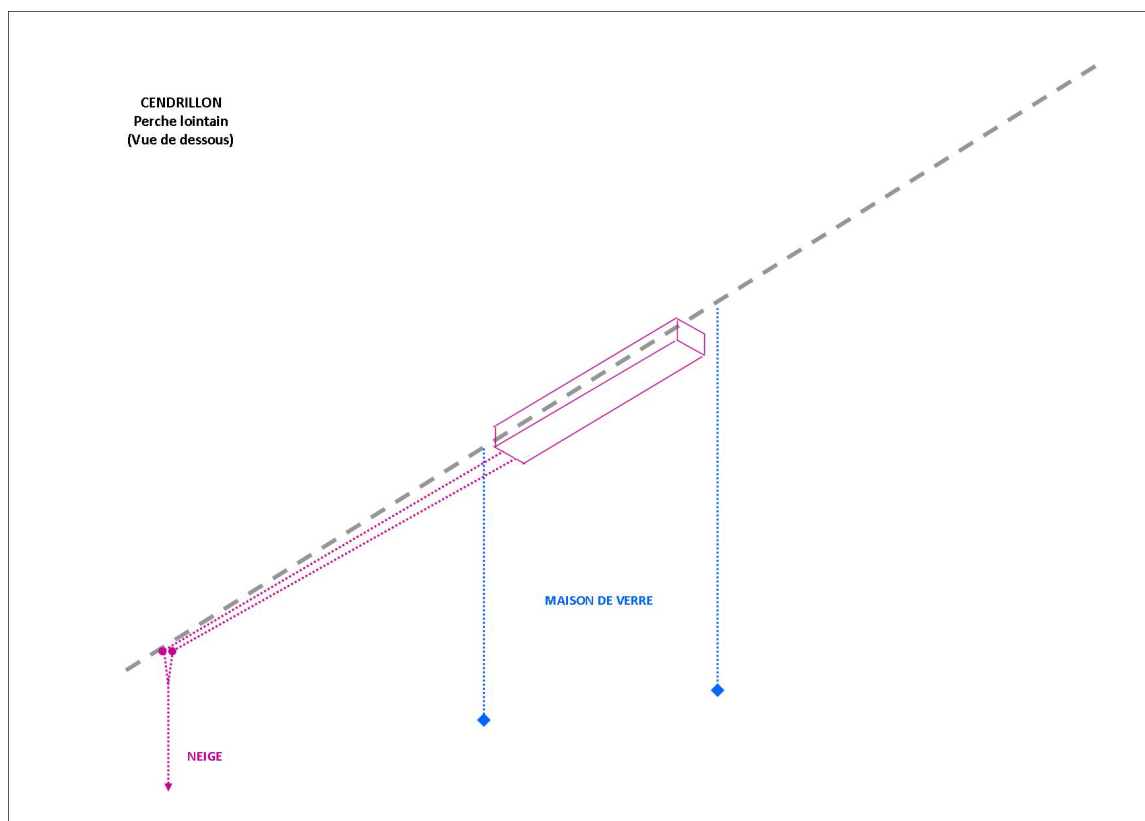 CENDRILLON
Perche lointain
(Vue de dessous)
MAISON DE VERRE
NEIGE